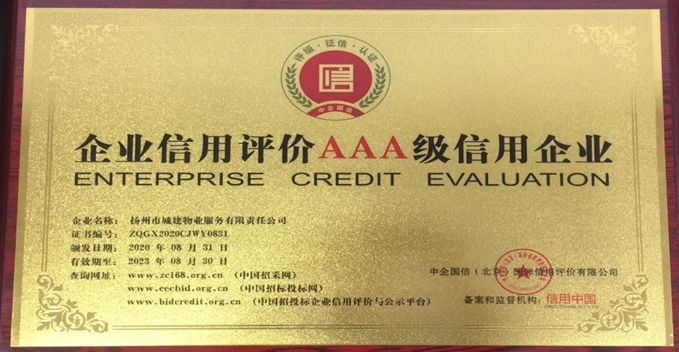 评级·征信·认证
信
中企国信
企业信用评价AAA级信用企业
ENTERPRISE CREDIT EVALUATION
企业名称: 扬州市城建物业服务有限责任公司
证书编号: ZQGX2020CJWY0831
颁发日期: 2020 年 08 月 31 日
有效期至: 2023 年 08 月 30 日
查询网址: www.zc168.org.cn (中国招采网)
www.cecbid.org.cn (中国招标投标网)
www.bidcredit.org.cn (中国招投标企业信用评价与公示平台)
中企国信(北京)国际信用评价有限公司
备案和监督机构: 信用中国